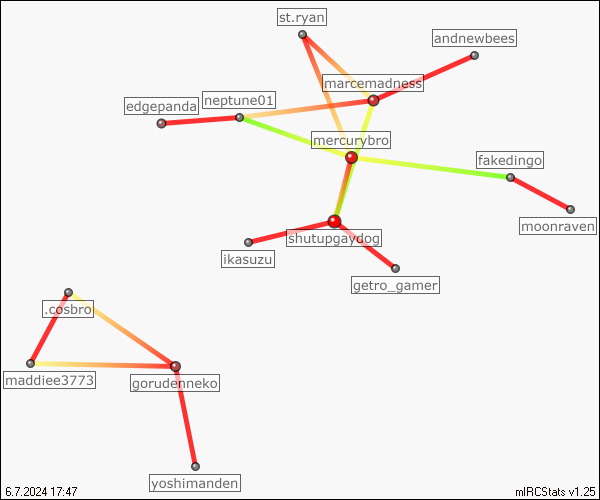 st.ryan
andnewbees
marcemadness
neptune01
edgepanda
mercurybro
fakedingo
moonraven
shutupgaydog
ikasuzu
getro_gamer
.cosbro
maddiee3773
gorudenneko
yoshimanden
6.7.2024 17:47
mIRCStats v1.25